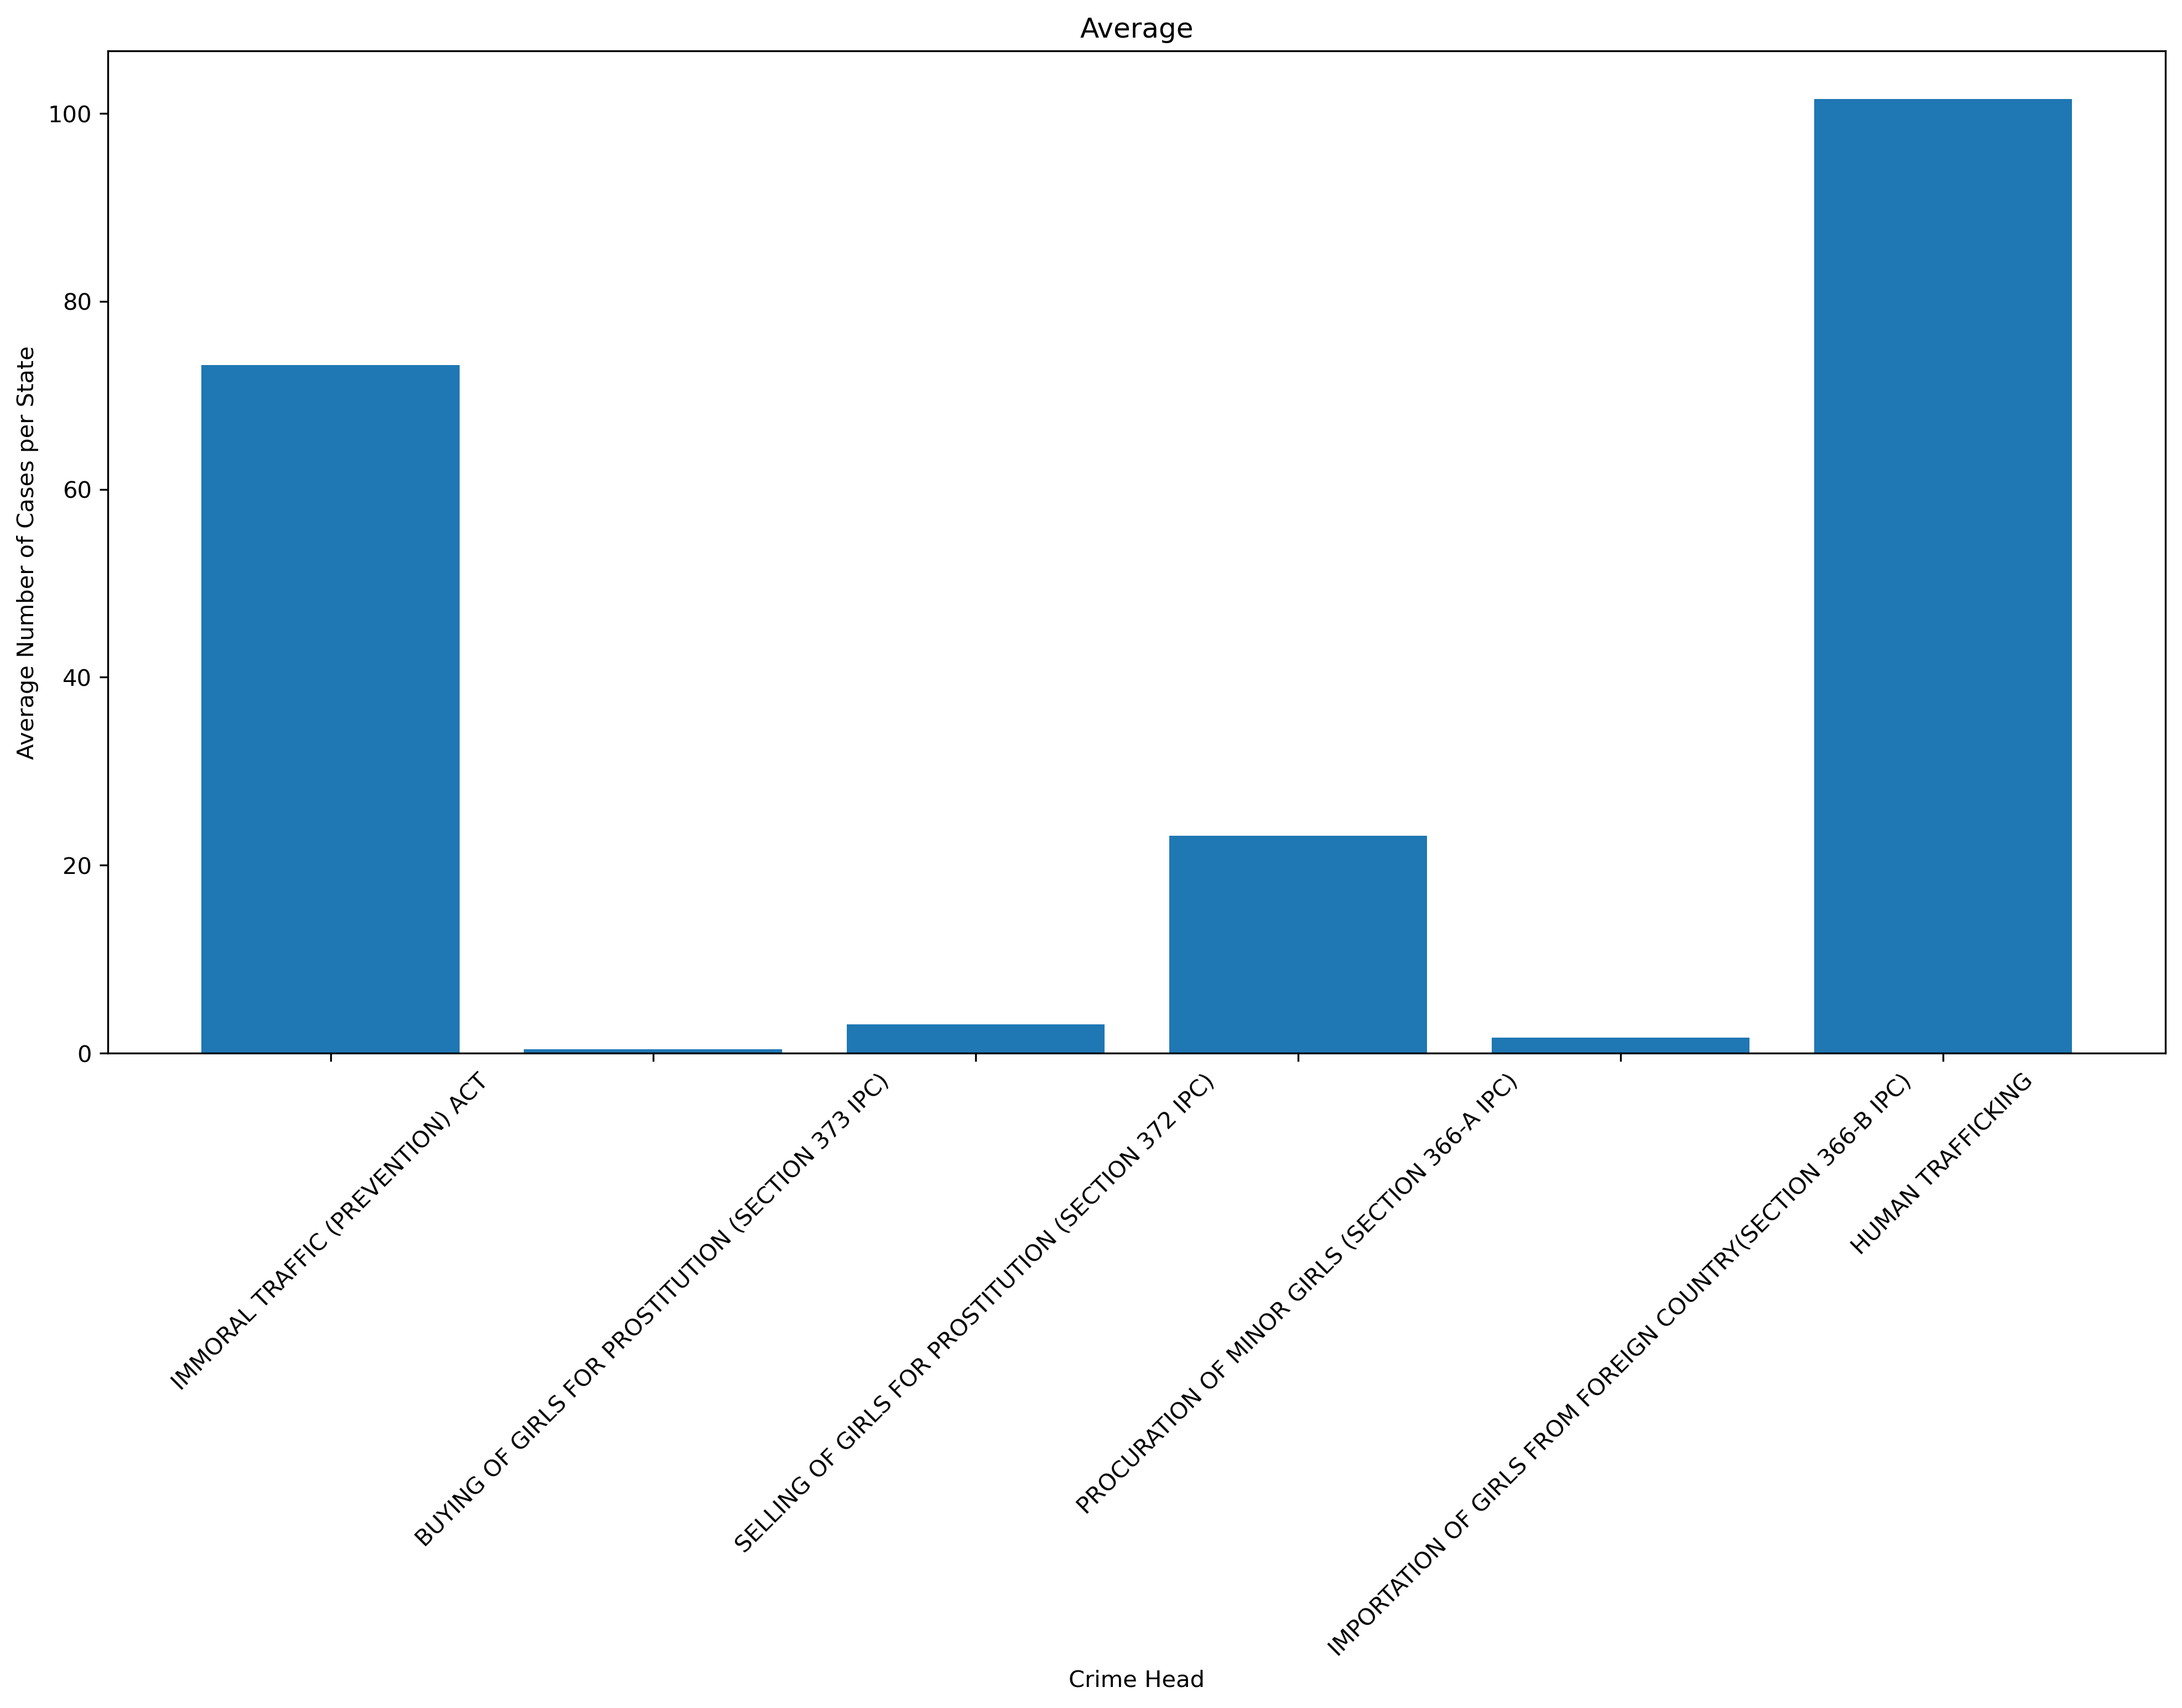 Average
Average Number of Cases per State
100
80
60
40
20
0
IMMORAL TRAFFIC (PREVENTION) ACT
BUYING OF GIRLS FOR PROSTITUTION (SECTION 373 IPC)
SELLING OF GIRLS FOR PROSTITUTION (SECTION 372 IPC)
PROCURATION OF MINOR GIRLS (SECTION 366-A IPC)
IMPORTATION OF GIRLS FROM FOREIGN COUNTRY(SECTION 366-B IPC)
HUMAN TRAFFICKING
Crime Head